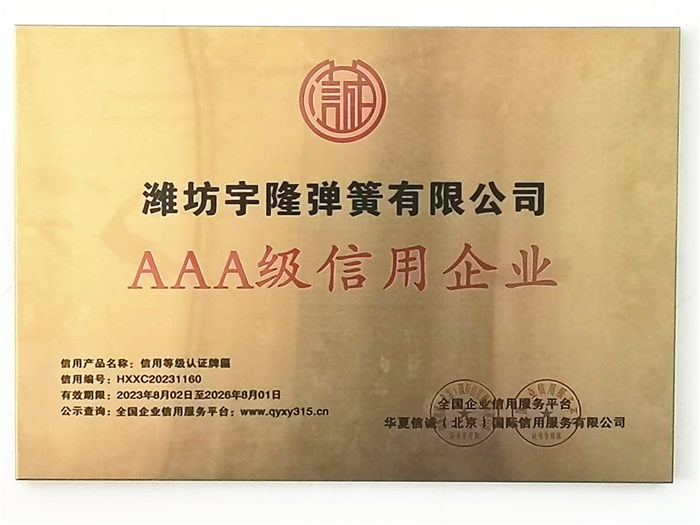 信誠
潍坊宇隆弹簧有限公司
AAA级信用企业
信用产品名称：信用等级认证牌匾
信用编号：HXXC20231160
有效期限：2023年8月02日至2026年8月01日
公示查询：全国企业信用服务平台；www.qyxy315.cn
全国企业信用服务平台
华夏信诚（北京）国际信用服务有限公司